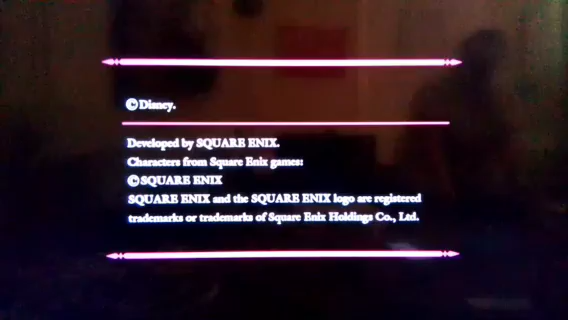 ©Disney.
Developed by SQUARE ENIX.
Characters from Square Enix games:
©SQUARE ENIX
SQUARE ENIX and the SQUARE ENIX logo are registered
trademarks or trademarks of Square Enix Holdings Co., Ltd.